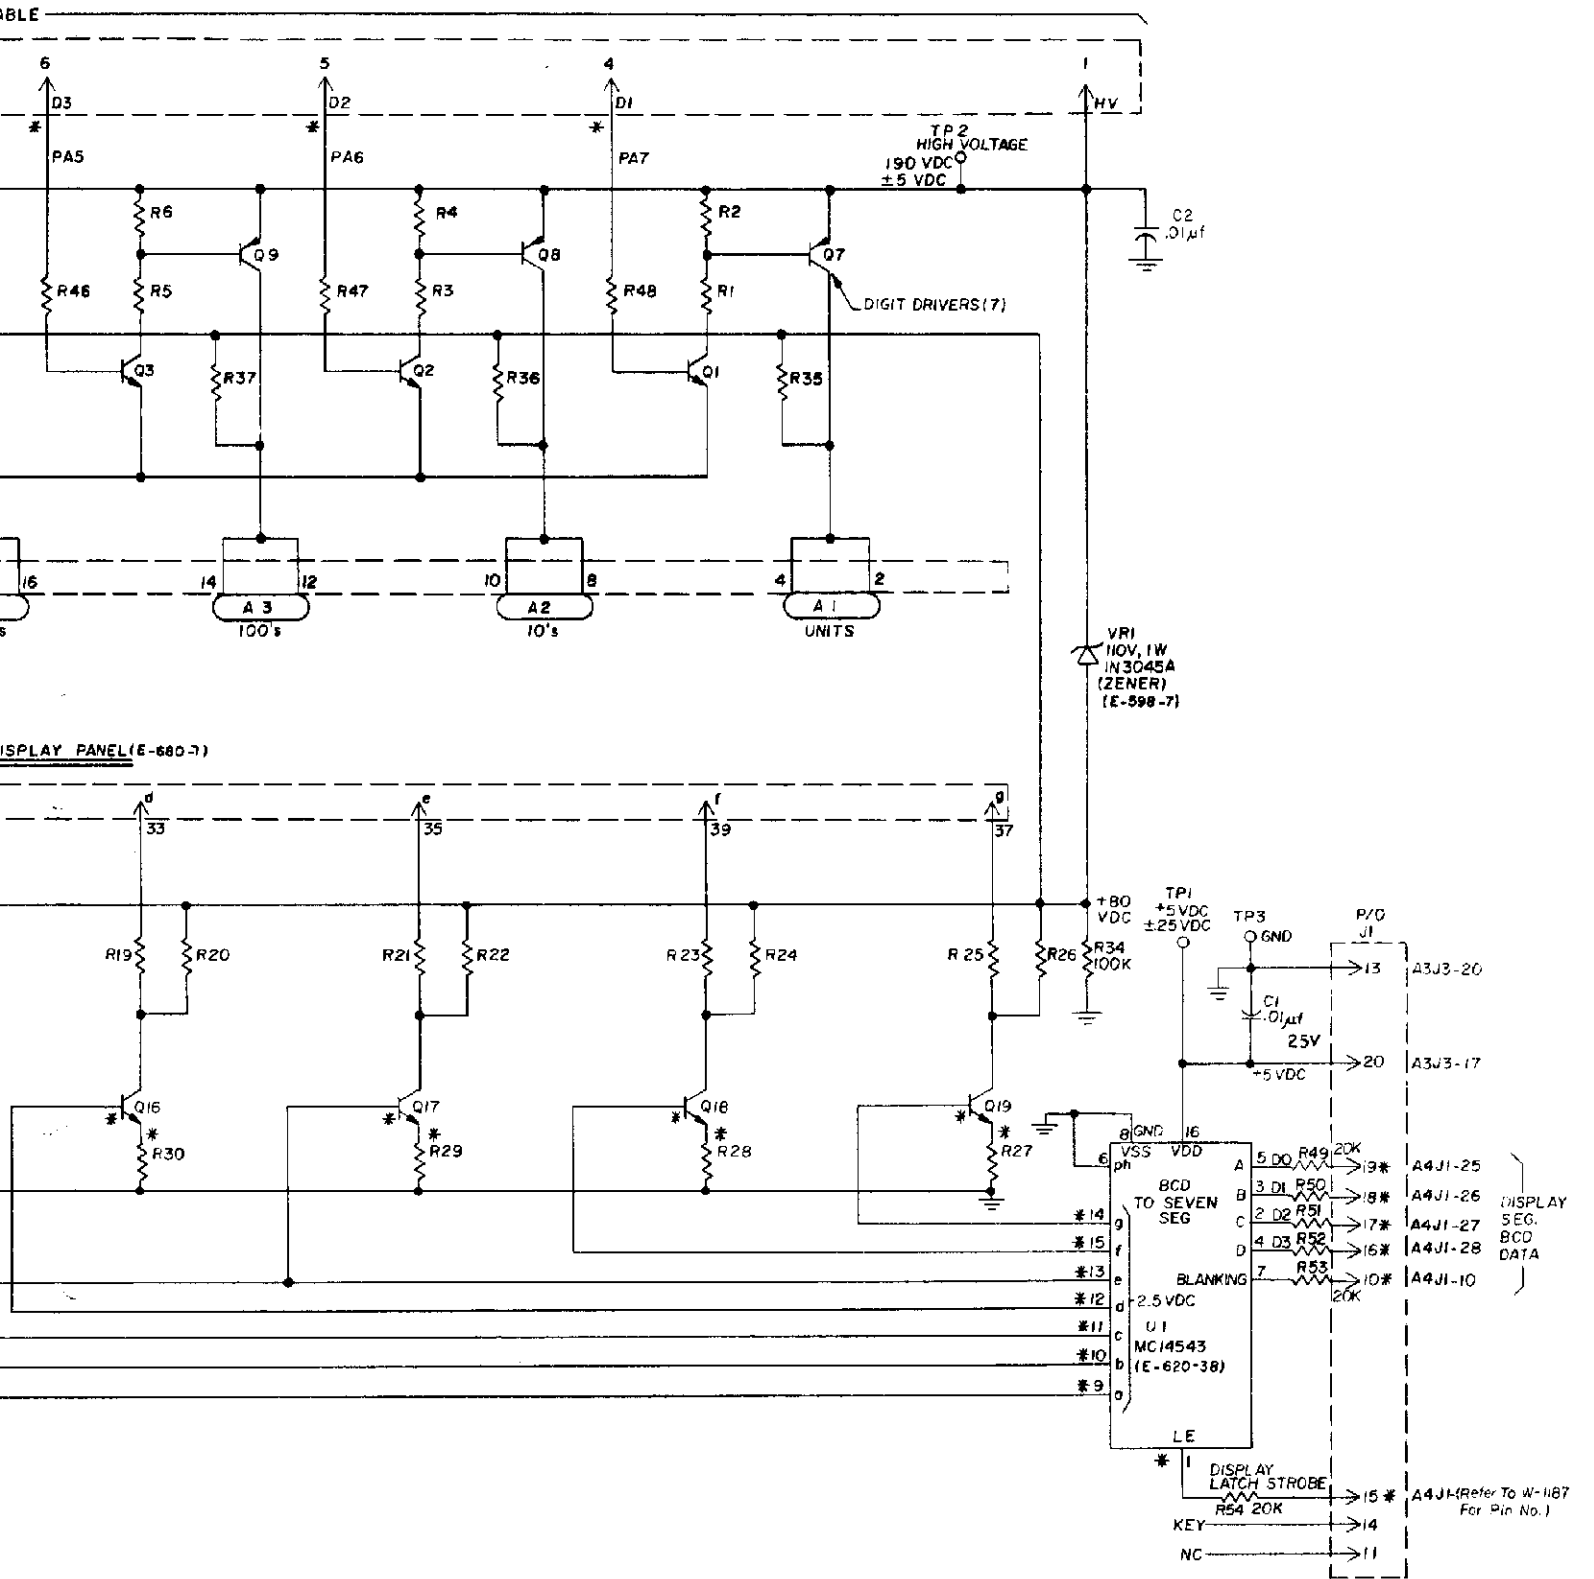 ABLE
6 5 4 1
D3 D2 D1 HV
* * *
PA5 PA6 PA7
TP2
HIGH VOLTAGE
190 VDC
±5 VDC
R6 R4 R2
C2
.01µf
Q9 Q8 Q7
R46 R5 R47 R3 R48 R1
DIGIT DRIVERS(7)
Q3 R37 Q2 R36 Q1 R35
16 14 12 10 8 4 2
A3 A2 A1
s 100's 10's UNITS
VR1
110V, 1W
1N3045A
(ZENER)
(E-598-7)
ISPLAY PANEL(E-680-7)
d e f g
33 35 39 37
+80
VDC
TP1
+5VDC
±.25VDC
TP3
GND
P/O
J1
R19 R20 R21 R22 R23 R24 R25 R26 R34
100K
13 A3J3-20
C1
.01µf
25V
20 A3J3-17
+5VDC
Q16 Q17 Q18 Q19
* * * * * * * *
R30 R29 R28 R27
8 GND 16
VSS VDD
6 ph
BCD
TO SEVEN
SEG
A 5 D0 R49 20K 19* A4J1-25
B 3 D1 R50 18* A4J1-26
C 2 D2 R51 17* A4J1-27
D 4 D3 R52 16* A4J1-28
BLANKING 7 R53 20K 10* A4J1-10
DISPLAY
SEG.
BCD
DATA
*14 g
*15 f
*13 e
*12 d
*11 c
*10 b
*9 a
2.5VDC
U1
MC14543
(E-620-38)
LE
* 1
DISPLAY
LATCH STROBE
R54 20K
15* A4J1-(Refer To W-1187
For Pin No.)
KEY 14
NC 11